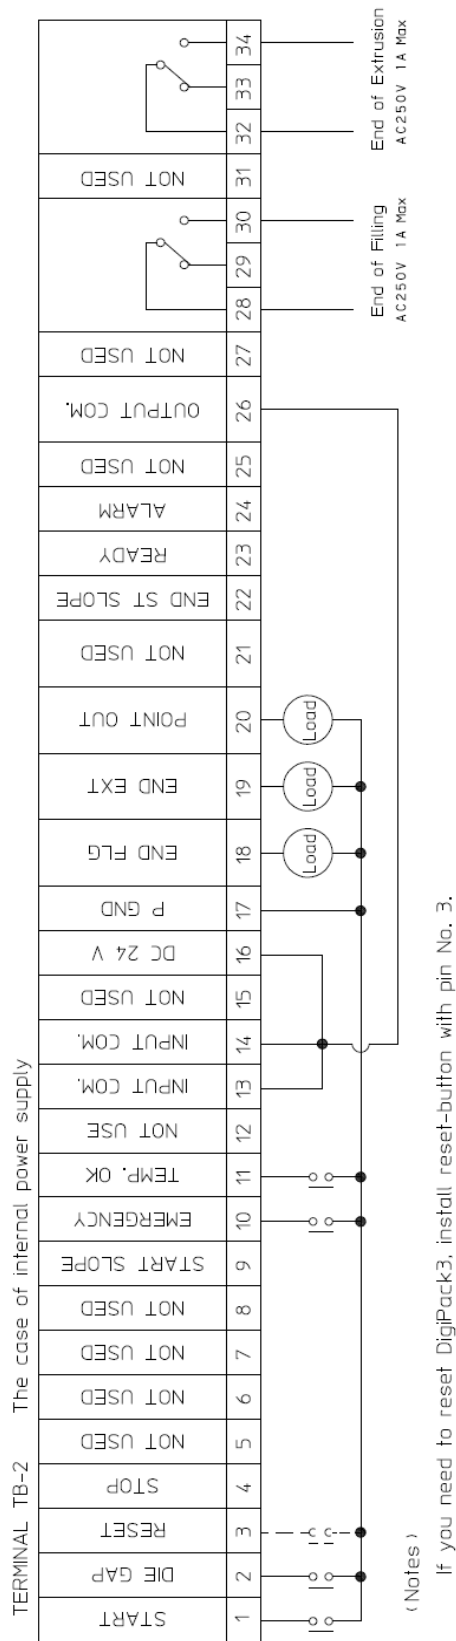 TERMINAL TB-2 The case of internal power supply
START 1
DIE GAP 2
RESET 3
STOP 4
NOT USED 5
NOT USED 6
NOT USED 7
NOT USED 8
START SLOPE 9
EMERGENCY 10
TEMP. OK 11
NOT USE 12
INPUT COM. 13
INPUT COM. 14
NOT USED 15
DC 24 V 16
P GND 17
END FLG 18
END EXT 19
POINT OUT 20
NOT USED 21
END ST SLOPE 22
READY 23
ALARM 24
NOT USED 25
OUTPUT COM. 26
NOT USED 27
28
29
30
NOT USED 31
32
33
34
Load
Load
Load
End of Filling
AC250V 1A Max
End of Extrusion
AC250V 1A Max
(Notes)
If you need to reset DigiPack3, install reset-button with pin No. 3.